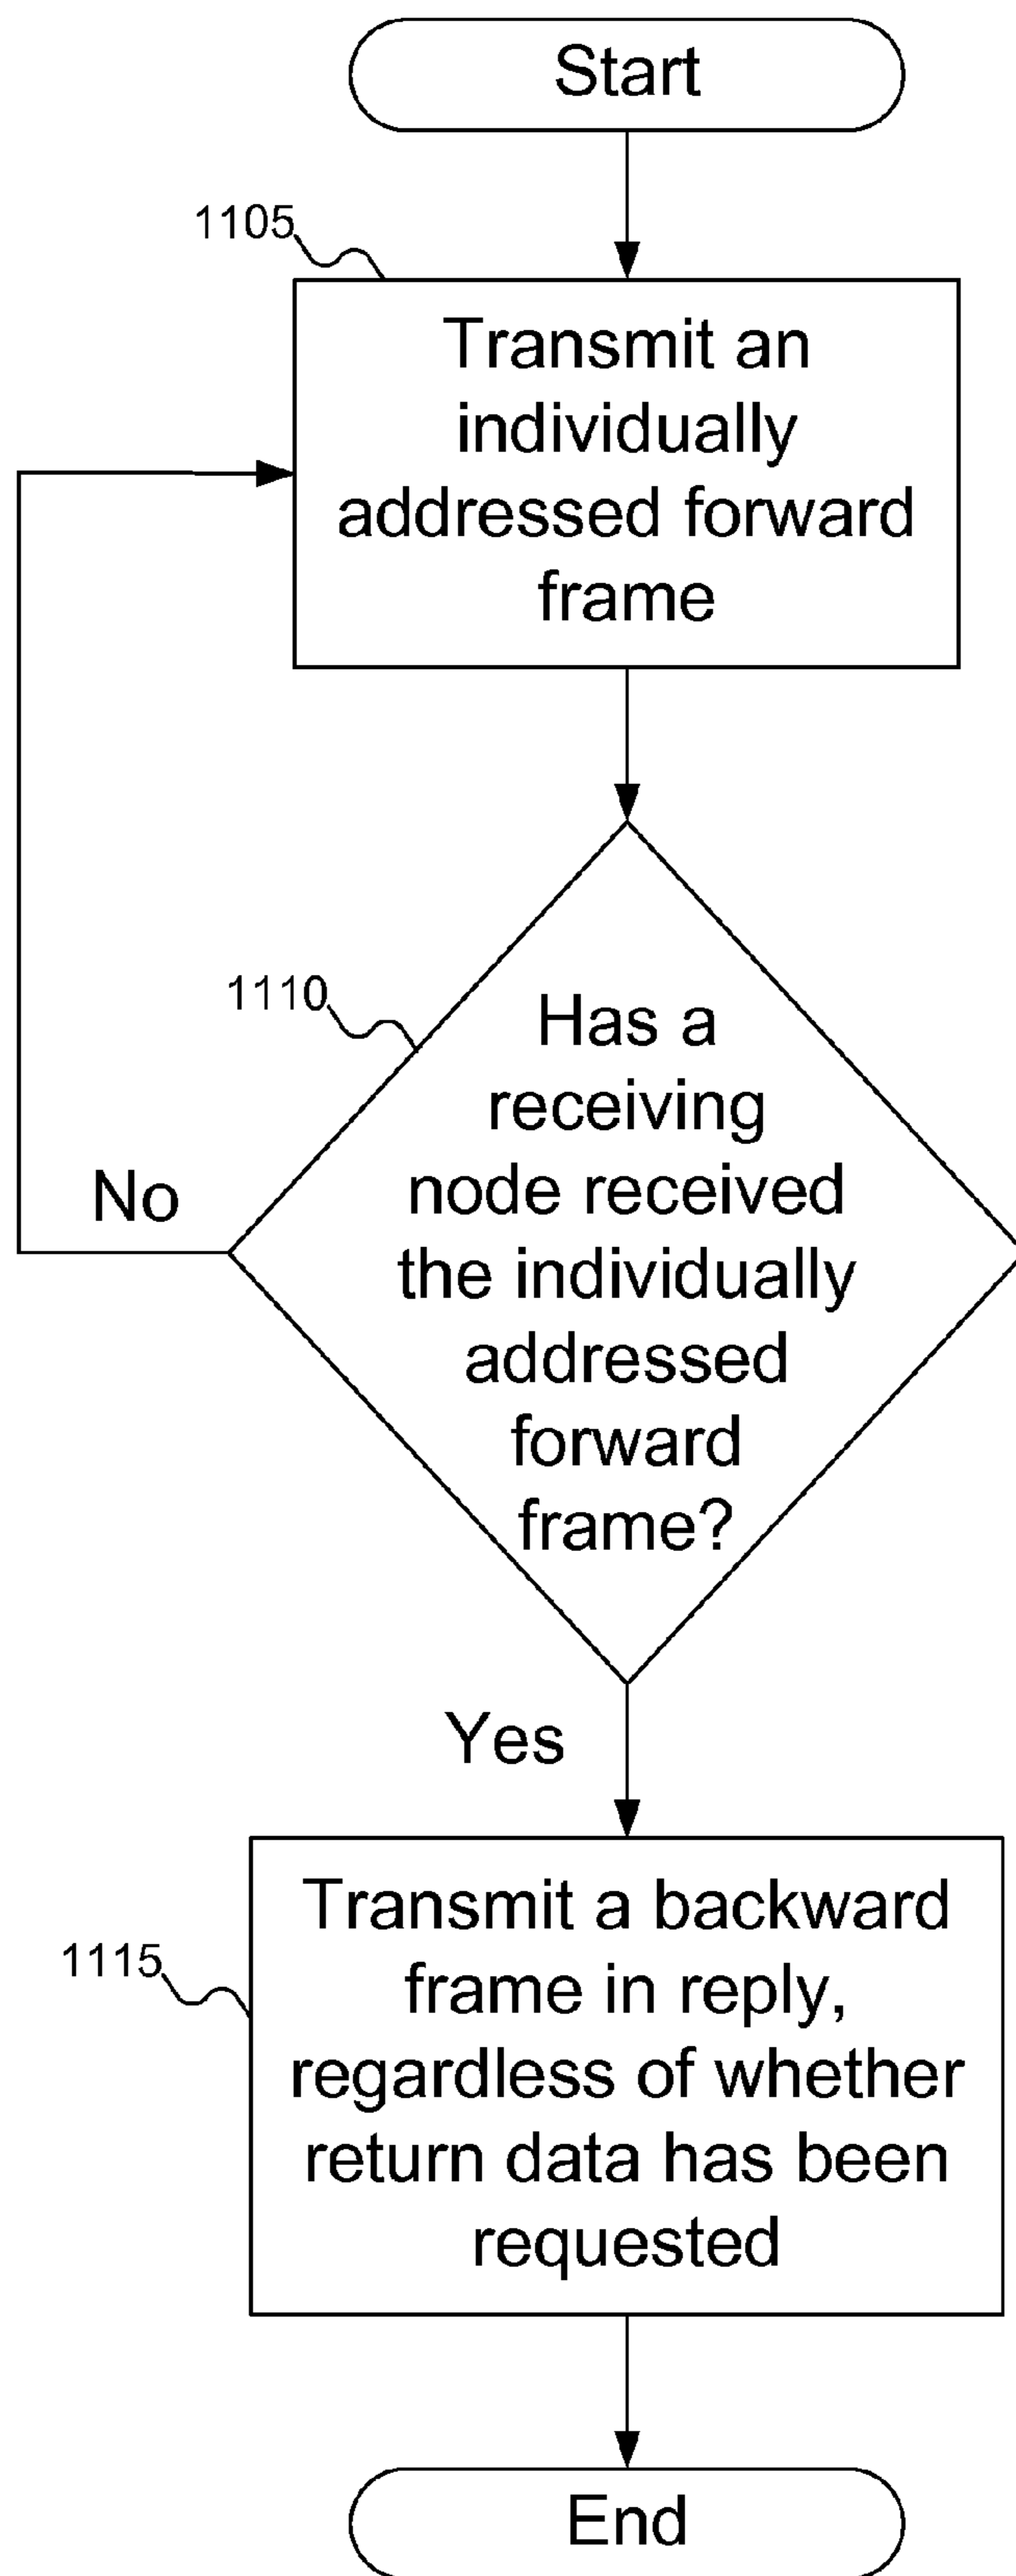 Start
1105
Transmit an
individually
addressed forward
frame
1110
Has a
receiving
node received
the individually
addressed
forward
frame?
No
Yes
1115
Transmit a backward
frame in reply,
regardless of whether
return data has been
requested
End